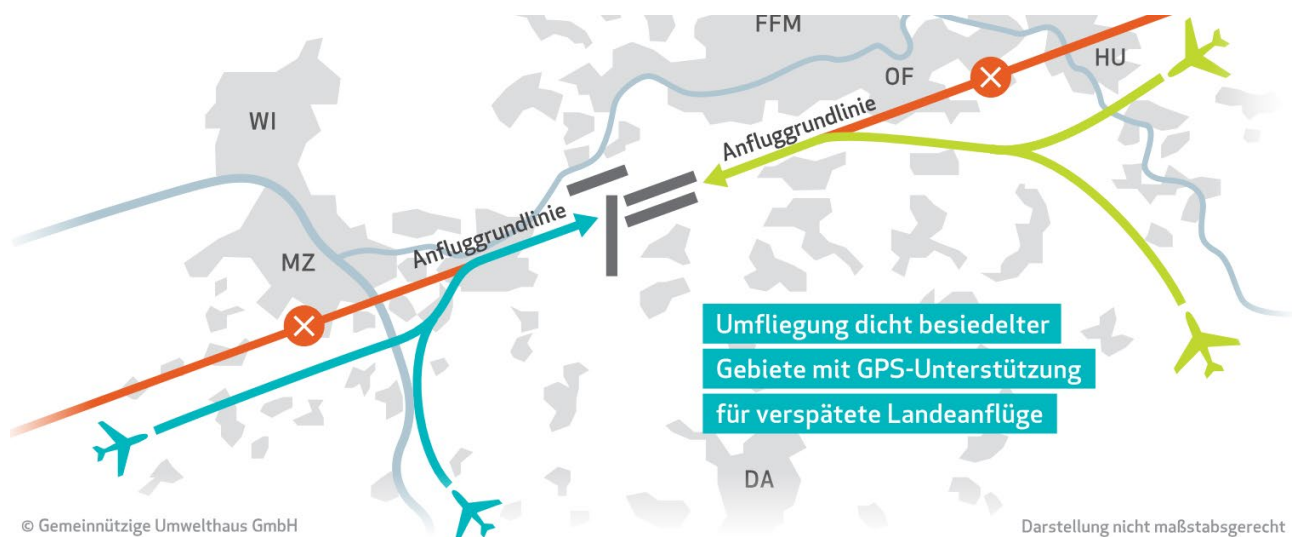 FFM
HU
OF
WI
Anfluggrundlinie
Anfluggrundlinie
MZ
Umfliegung dicht besiedelter
Gebiete mit GPS-Unterstützung
für verspätete Landeanflüge
DA
© Gemeinnützige Umwelthaus GmbH
Darstellung nicht maßstabsgerecht